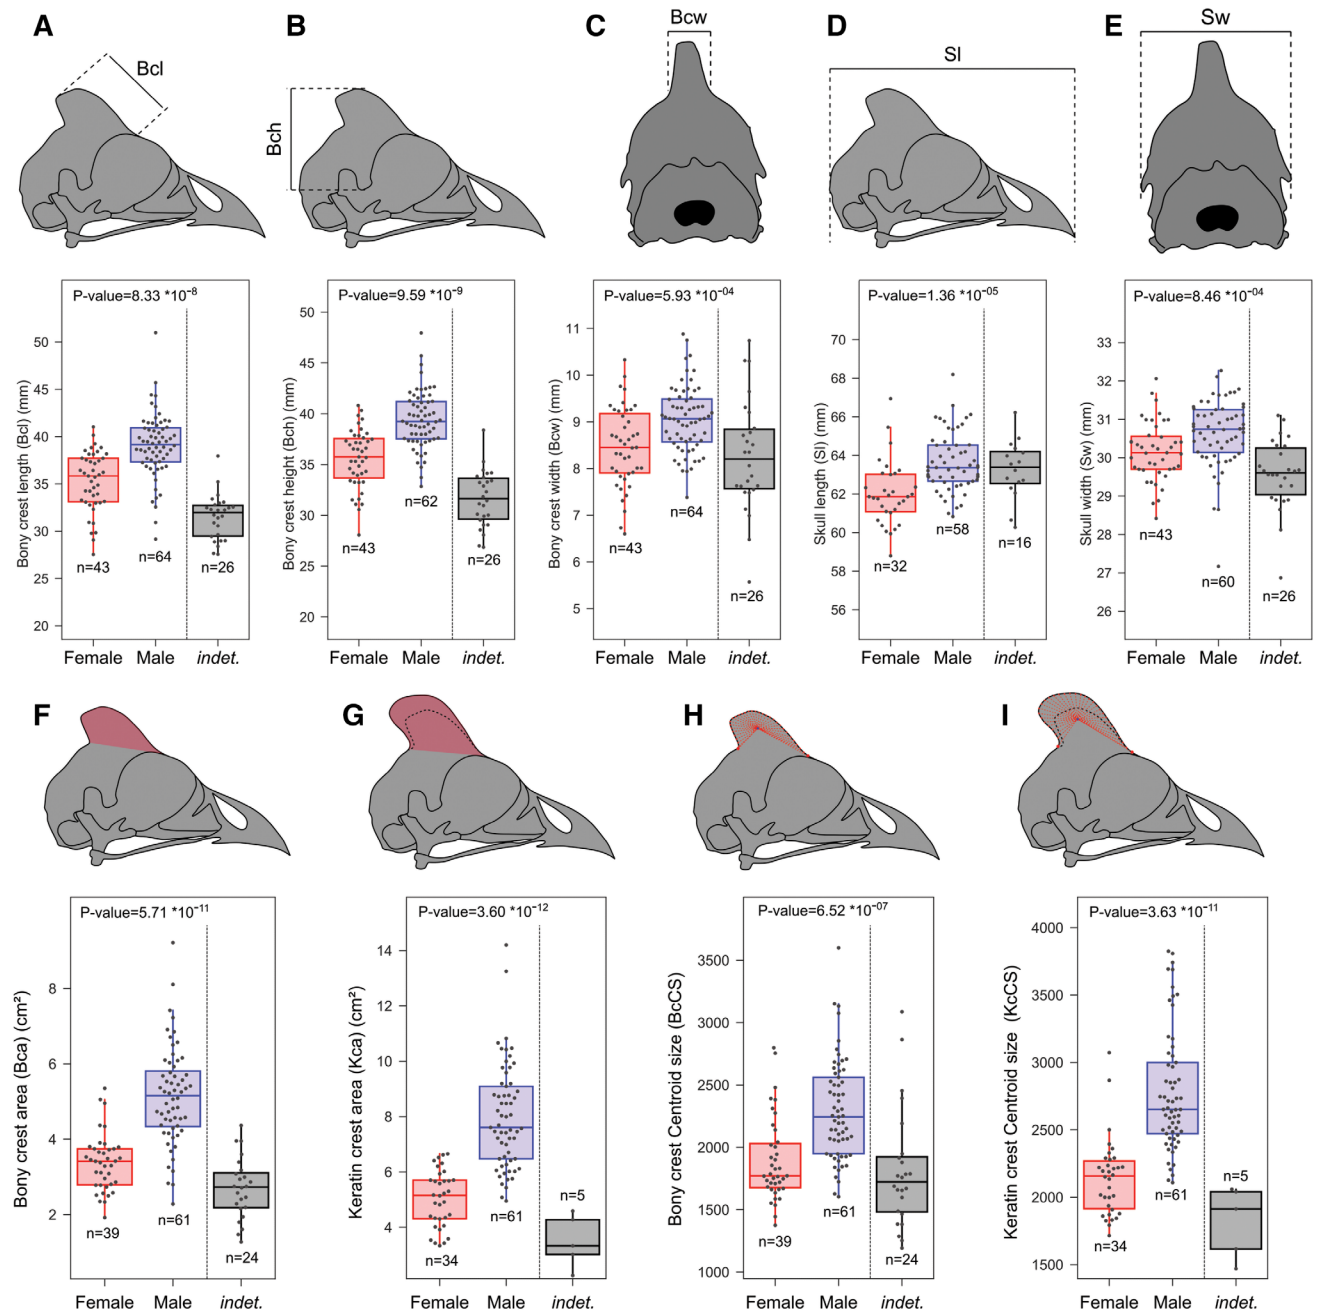 A
B
C
D
E
Bcl
Bch
Bcw
Sl
Sw
P-value=8.33 *10⁻⁸
Bony crest length (Bcl) (mm)
50
45
40
35
30
25
20
n=43
n=64
n=26
Female
Male
indet.
P-value=9.59 *10⁻⁹
Bony crest height (Bch) (mm)
50
45
40
35
30
25
20
n=43
n=62
n=26
Female
Male
indet.
P-value=5.93 *10⁻⁰⁴
Bony crest width (Bcw) (mm)
11
10
9
8
7
6
5
n=43
n=64
n=26
Female
Male
indet.
P-value=1.36 *10⁻⁰⁵
Skull length (Sl) (mm)
70
68
66
64
62
60
58
56
n=32
n=58
n=16
Female
Male
indet.
P-value=8.46 *10⁻⁰⁴
Skull width (Sw) (mm)
33
32
31
30
29
28
27
26
n=43
n=60
n=26
Female
Male
indet.
F
G
H
I
P-value=5.71 *10⁻¹¹
Bony crest area (Bca) (cm²)
8
6
4
2
n=39
n=61
n=24
Female
Male
indet.
P-value=3.60 *10⁻¹²
Keratin crest area (Kca) (cm²)
14
12
10
8
6
4
n=34
n=61
n=5
Female
Male
indet.
P-value=6.52 *10⁻⁰⁷
Bony crest Centroid size (BcCS)
3500
3000
2500
2000
1500
1000
n=39
n=61
n=24
Female
Male
indet.
P-value=3.63 *10⁻¹¹
Keratin crest Centroid size (KcCS)
4000
3500
3000
2500
2000
1500
n=34
n=61
n=5
Female
Male
indet.